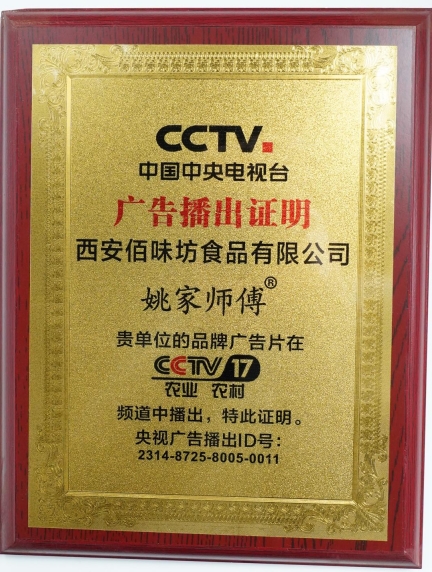 CCTV.
中国中央电视台
广告播出证明
西安佰味坊食品有限公司
姚家师傅®
贵单位的品牌广告片在
CCTV 17
农业 农村
频道中播出，特此证明。
央视广告播出ID号：
2314-8725-8005-0011